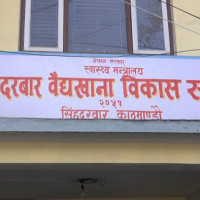 नेपाल सरकार
स्वास्थ्य मन्त्रालय
दरबार वैद्यखाना विकास स
२०५१
सिंहदरबार, काठमाण्डौ